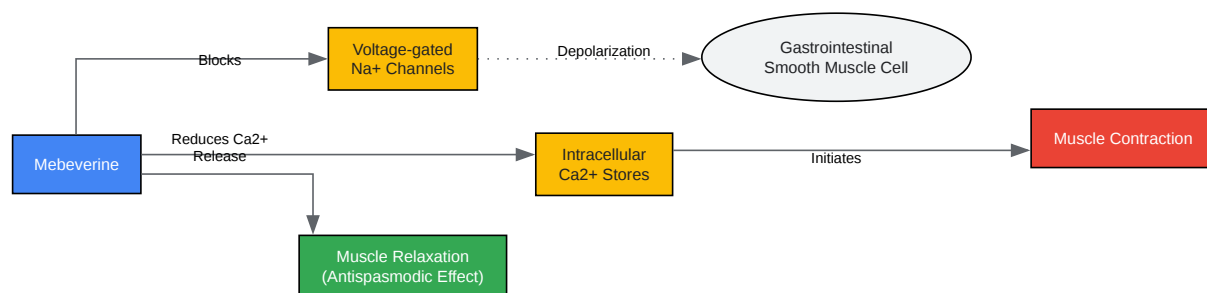 Voltage-gated
Na+ Channels
Blocks
Depolarization
Gastrointestinal
Smooth Muscle Cell
Mebeverine
Reduces Ca2+
Release
Intracellular
Ca2+ Stores
Initiates
Muscle Contraction
Muscle Relaxation
(Antispasmodic Effect)